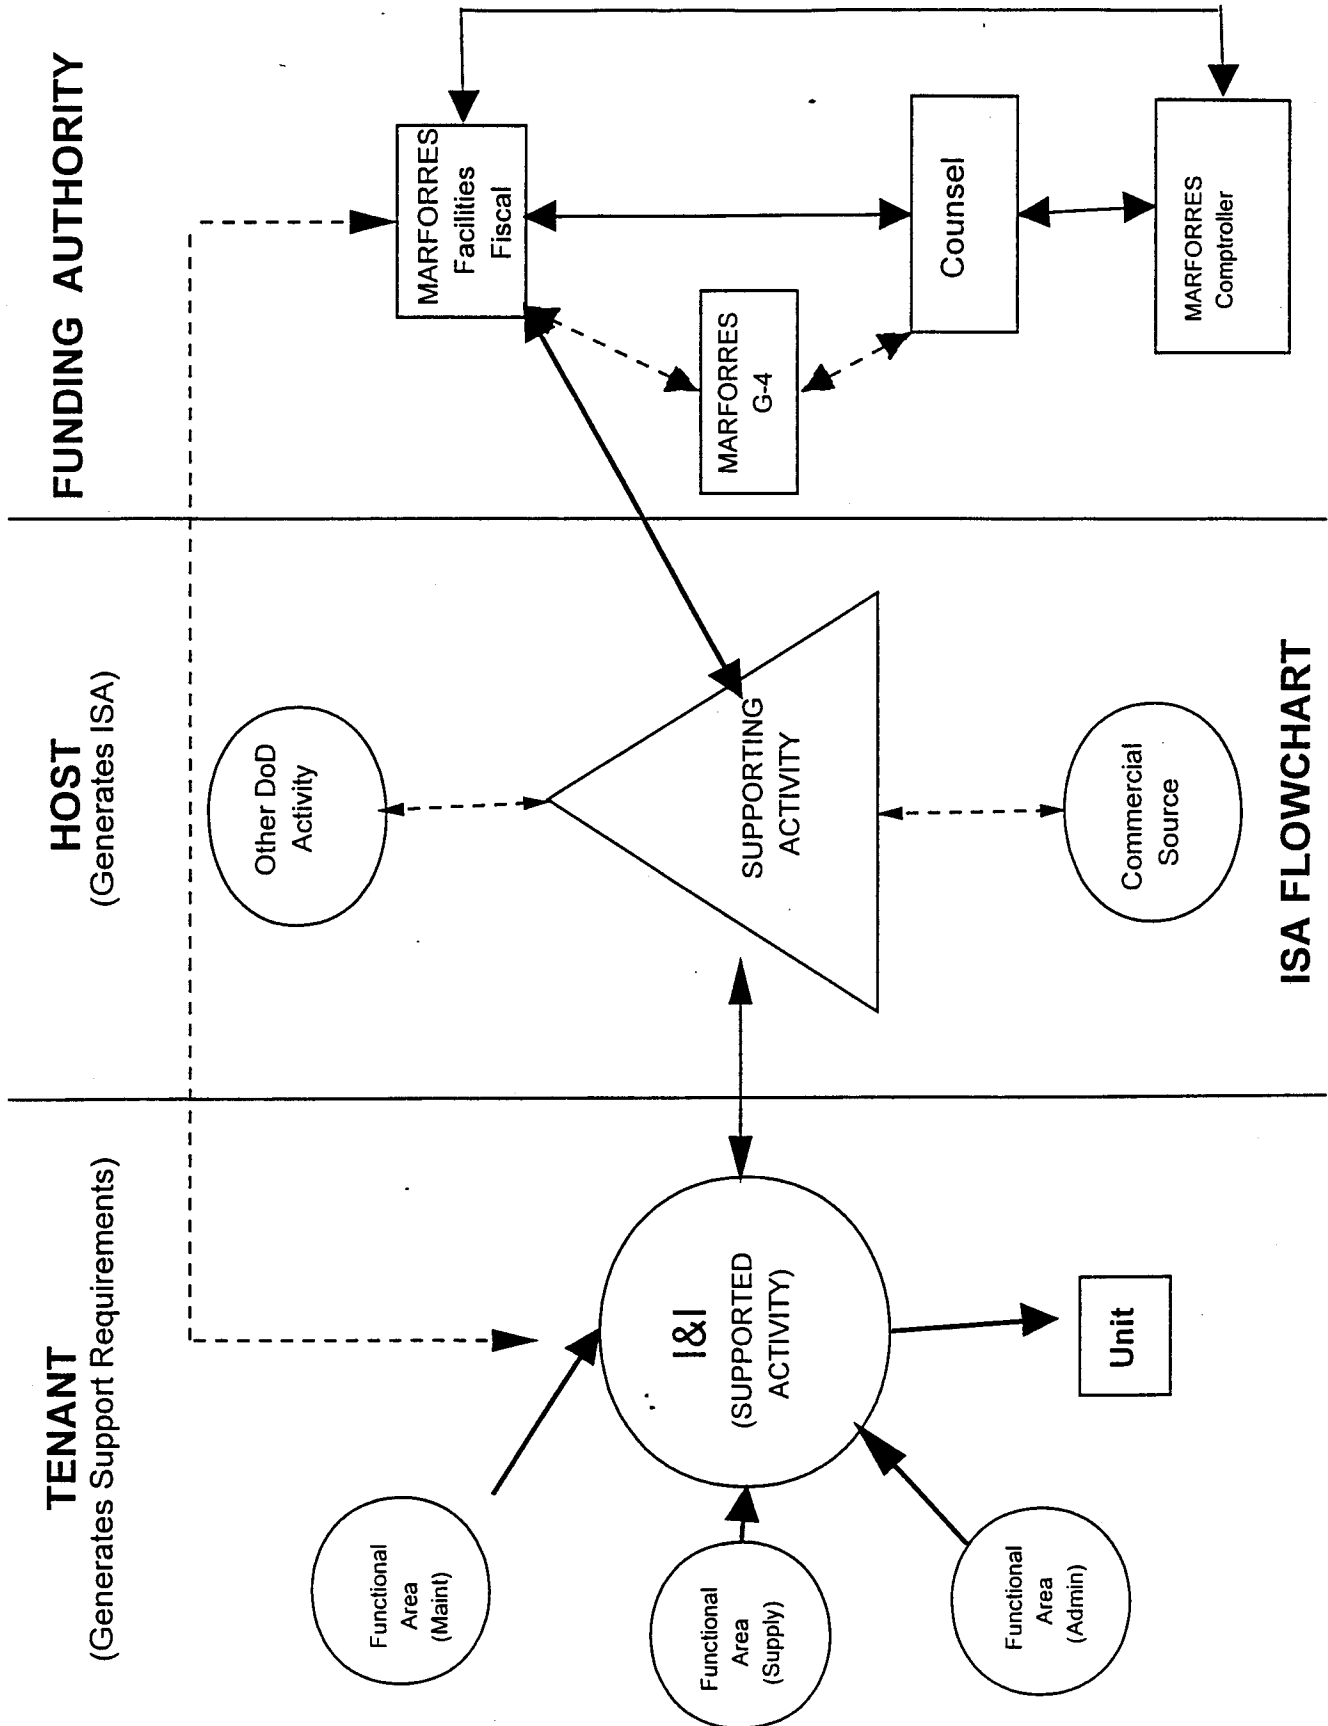 TENANT
(Generates Support Requirements)
HOST
(Generates ISA)
FUNDING AUTHORITY
Functional
Area
(Maint)
Functional
Area
(Supply)
Functional
Area
(Admin)
I&I
(SUPPORTED
ACTIVITY)
Unit
Other DoD
Activity
SUPPORTING
ACTIVITY
Commercial
Source
MARFORRES
Facilities
Fiscal
MARFORRES
G-4
Counsel
MARFORRES
Comptroller
ISA FLOWCHART